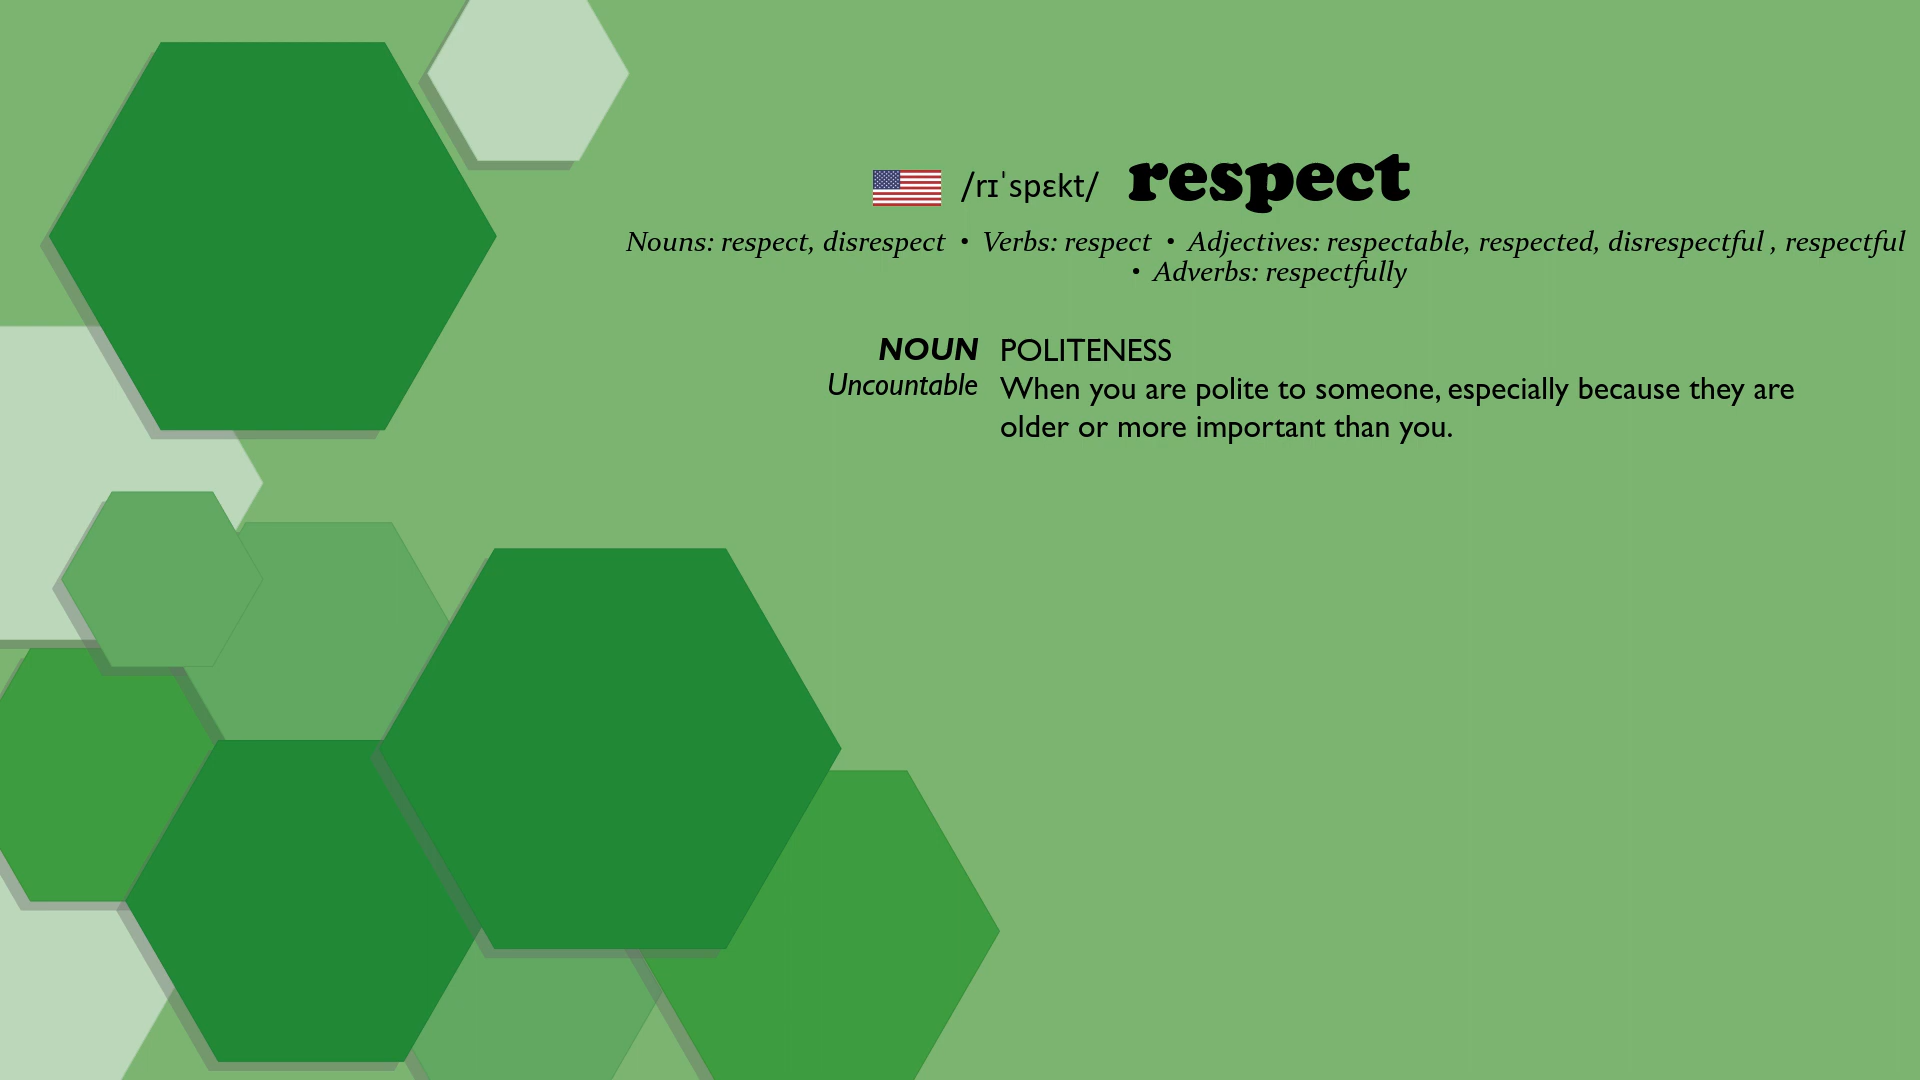 /rɪˈspɛkt/ respect
Nouns: respect, disrespect • Verbs: respect • Adjectives: respectable, respected, disrespectful , respectful
• Adverbs: respectfully
NOUN POLITENESS
Uncountable When you are polite to someone, especially because they are
older or more important than you.